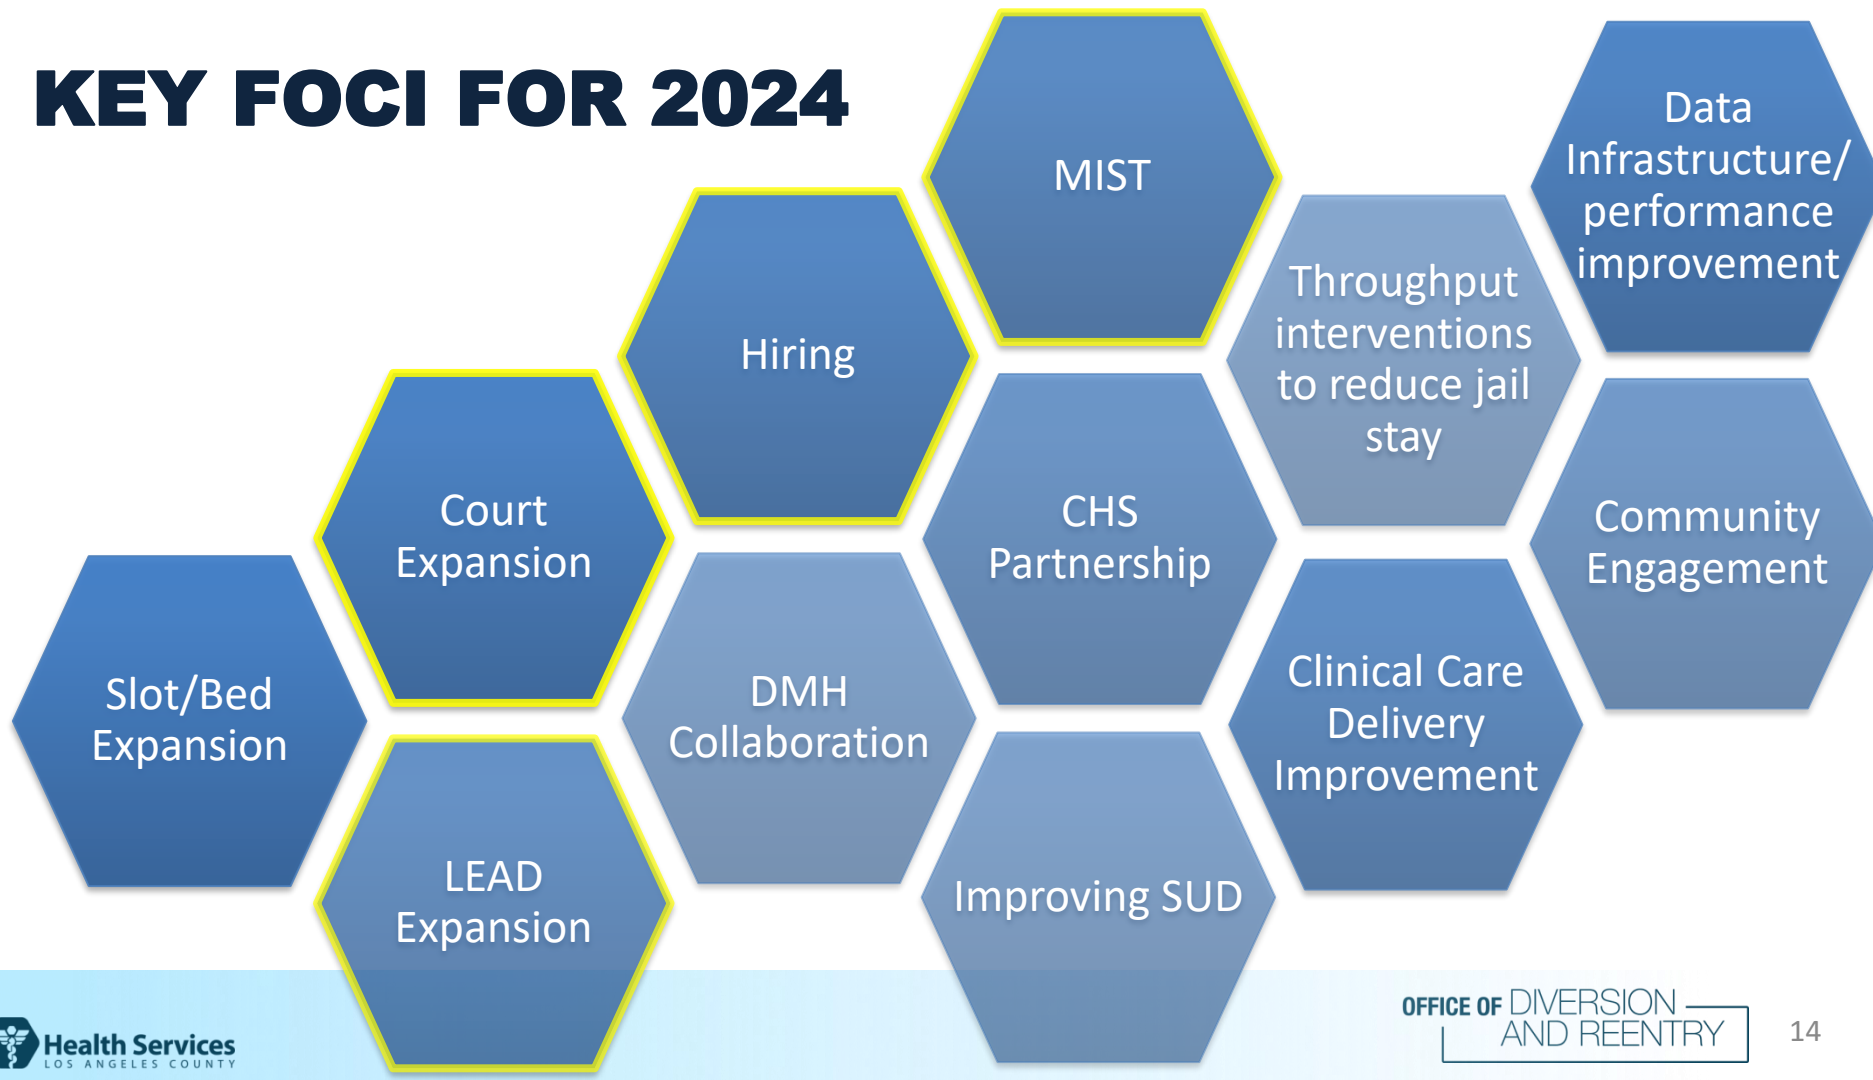 KEY FOCI FOR 2024
MIST
Data
Infrastructure/
performance
improvement
Hiring
Throughput
interventions
to reduce jail
stay
Court
Expansion
CHS
Partnership
Community
Engagement
Slot/Bed
Expansion
DMH
Collaboration
Clinical Care
Delivery
Improvement
LEAD
Expansion
Improving SUD
Health Services
LOS ANGELES COUNTY
OFFICE OF DIVERSION
AND REENTRY
14